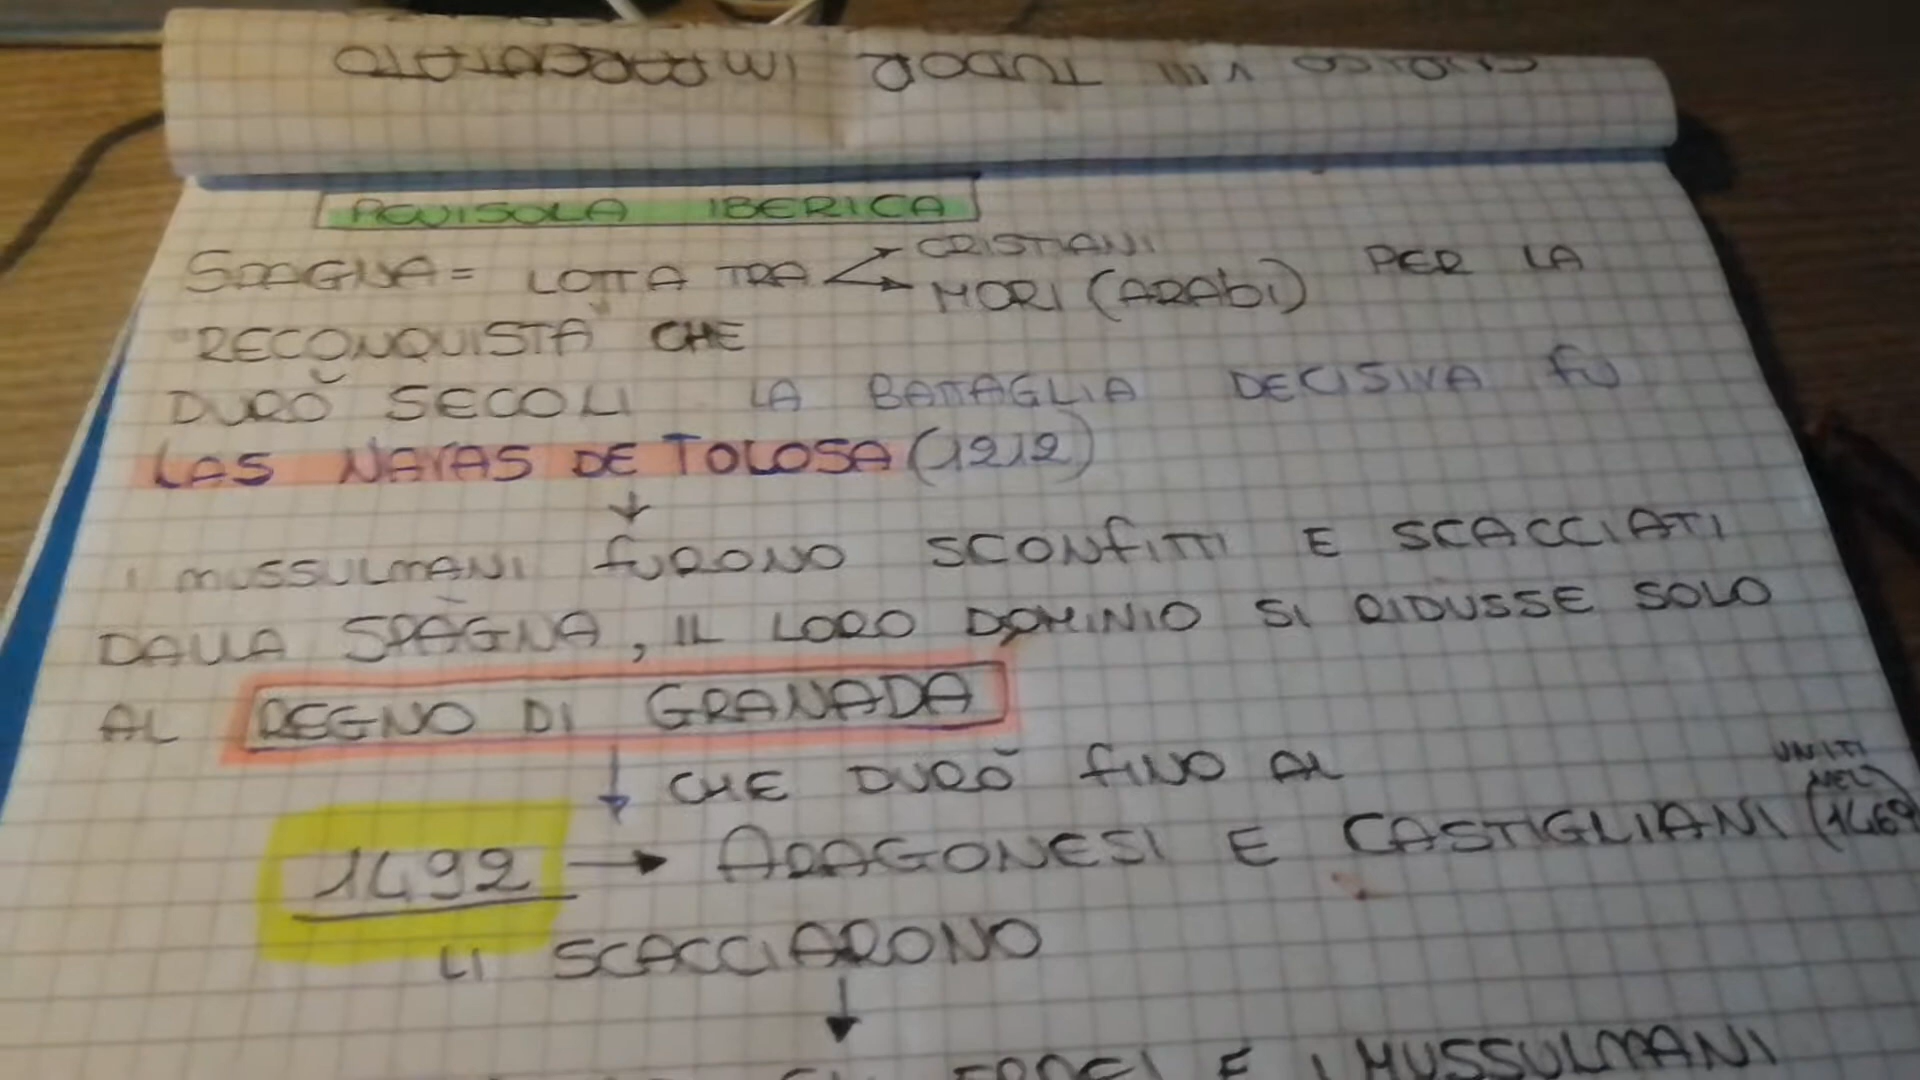 PENISOLA IBERICA
SPAGNA = LOTTA TRA CRISTIANI
MORI (ARABI) PER LA
RECONQUISTA CHE
DURÒ SECOLI LA BATTAGLIA DECISIVA FU
LAS NAVAS DE TOLOSA (1212)
I MUSSULMANI FURONO SCONFITTI E SCACCIATI
DALLA SPAGNA, IL LORO DOMINIO SI RIDUSSE SOLO
AL REGNO DI GRANADA
CHE DURÒ FINO AL
1492 → ARAGONESI E CASTIGLIANI (UNITI NEL 1469
LI SCACCIARONO
E I MUSSULMANI